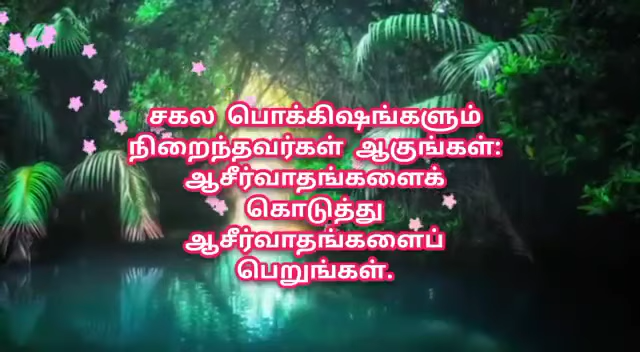 சகல பொக்கிஷங்களும்
நிறைந்தவர்கள் ஆகுங்கள்:
ஆசீர்வாதங்களைக்
கொடுத்து
ஆசீர்வாதங்களைப்
பெறுங்கள்.